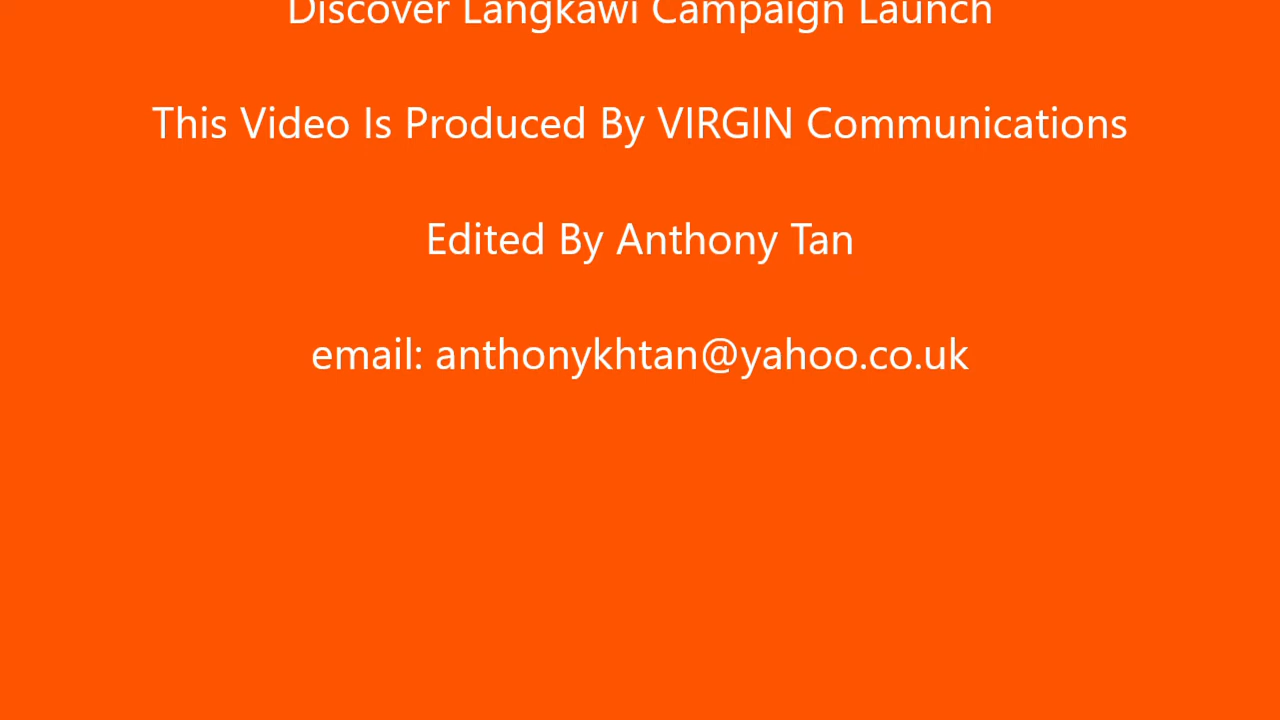 Discover Langkawi Campaign Launch
This Video Is Produced By VIRGIN Communications
Edited By Anthony Tan
email: anthonykhtan@yahoo.co.uk